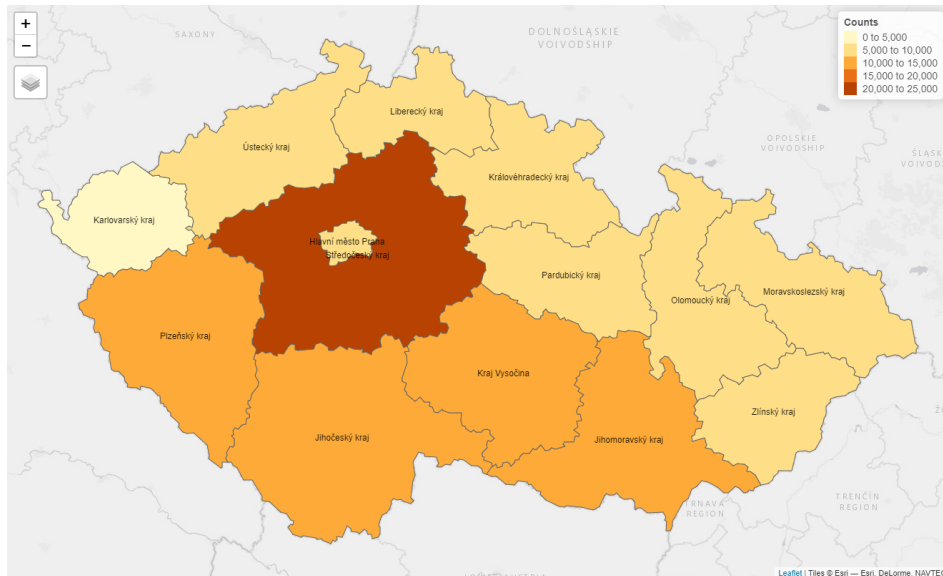 +
−
SAXONY
DOLNOŚLĄSKIE
VOIVODSHIP
Counts
0 to 5,000
5,000 to 10,000
10,000 to 15,000
15,000 to 20,000
20,000 to 25,000
Liberecký kraj
Ústecký kraj
OPOLSKIE
VOIVODSHIP
Královéhradecký kraj
Karlovarský kraj
Hlavní město Praha
Středočeský kraj
Pardubický kraj
Moravskoslezský kraj
Olomoucký kraj
Plzeňský kraj
Kraj Vysočina
Zlínský kraj
Jihočeský kraj
Jihomoravský kraj
TRNAVA
REGION
TRENČÍN
REGION
Leaflet | Tiles © Esri — Esri, DeLorme, NAVTEQ